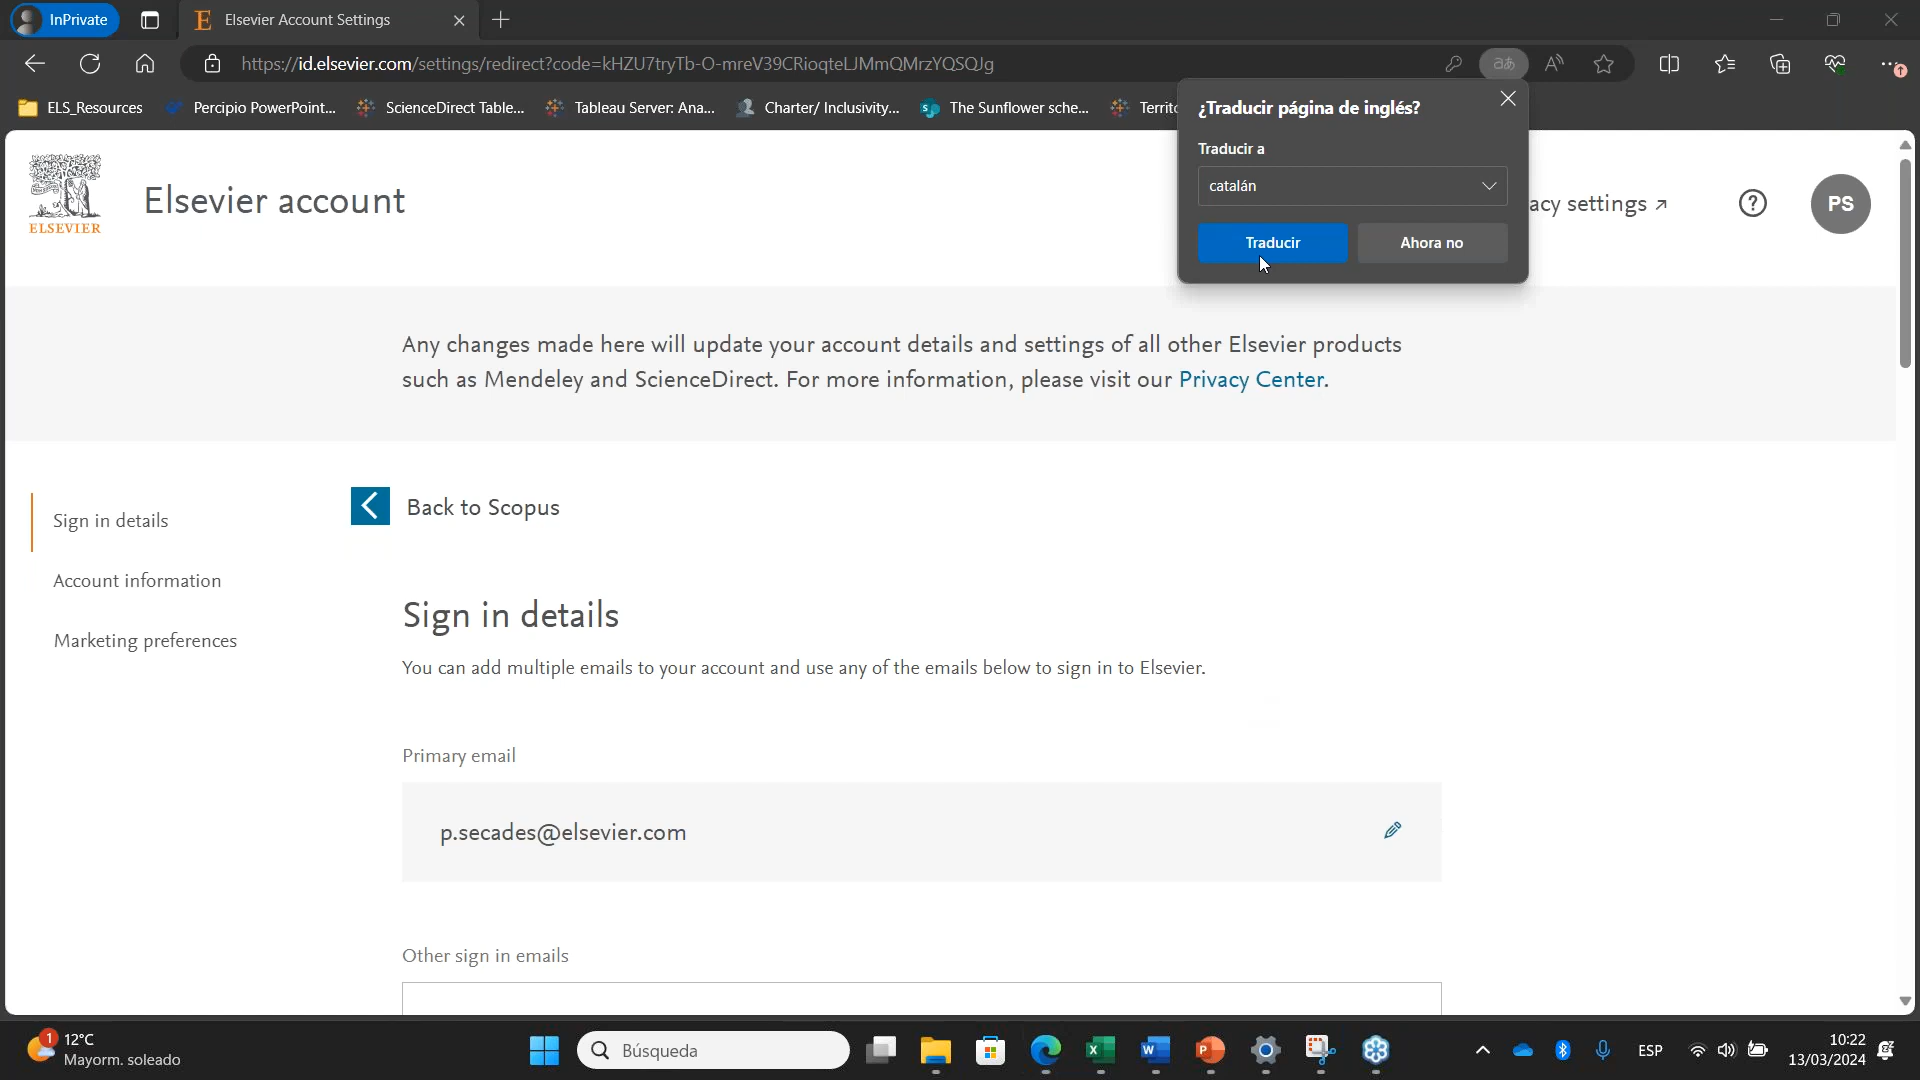 InPrivate
Elsevier Account Settings
https://id.elsevier.com/settings/redirect?code=kHZU7tryTb-O-mreV39CRioqteLJMmQMrzYQSQJg
ELS_Resources
Percipio PowerPoint...
ScienceDirect Table...
Tableau Server: Ana...
Charter/ Inclusivity...
The Sunflower sche...
Territo
¿Traducir página de inglés?
Traducir a
catalán
Traducir
Ahora no
ELSEVIER
Elsevier account
acy settings
PS
Any changes made here will update your account details and settings of all other Elsevier products
such as Mendeley and ScienceDirect. For more information, please visit our Privacy Center.
Sign in details
Account information
Marketing preferences
Back to Scopus
Sign in details
You can add multiple emails to your account and use any of the emails below to sign in to Elsevier.
Primary email
p.secades@elsevier.com
Other sign in emails
1
12°C
Mayorm. soleado
Búsqueda
ESP
10:22
13/03/2024